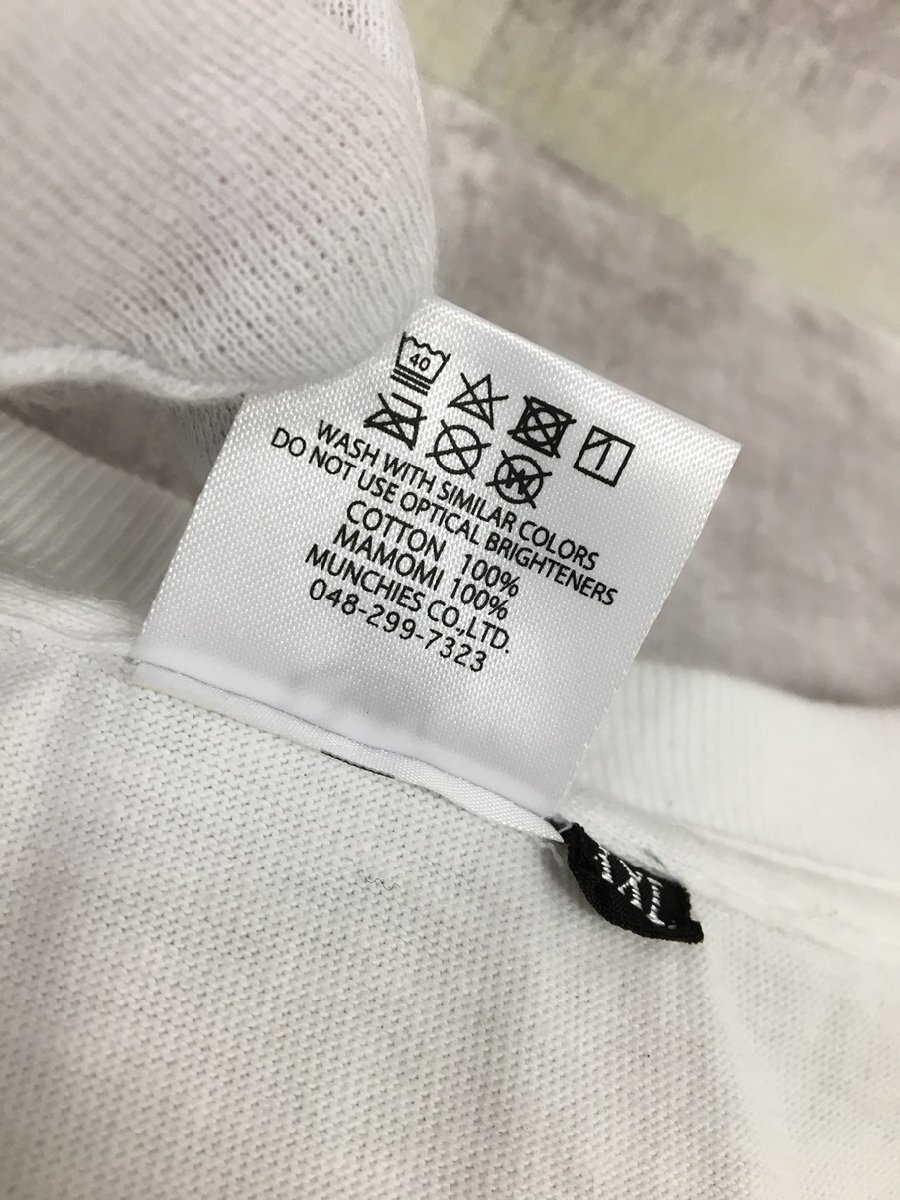 40
WASH WITH SIMILAR COLORS
DO NOT USE OPTICAL BRIGHTENERS
COTTON 100%
MAMOMI 100%
MUNCHIES CO.,LTD.
048-299-7323
XL